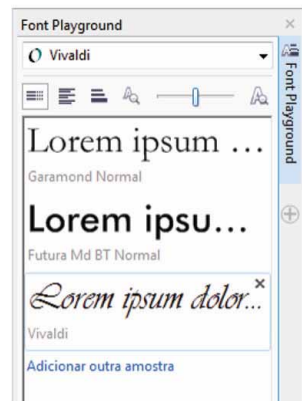 Font Playground
Vivaldi
Lorem ipsum ...
Garamond Normal
Lorem ipsu...
Futura Md BT Normal
Lorem ipsum dolor...
Vivaldi
Adicionar outra amostra
Font Playground